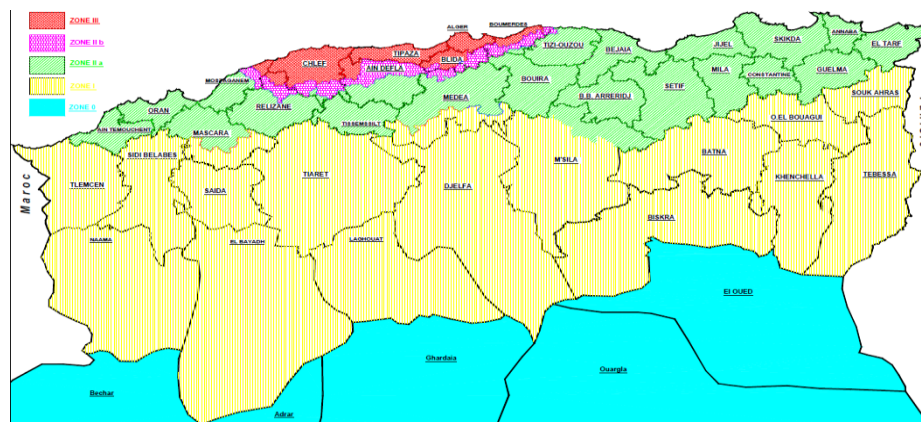 ZONE III
ZONE II b
ZONE II a
ZONE I
ZONE 0
ALGER
BOUMERDES
TIPAZA
TIZI-OUZOU
BEJAIA
JIJEL
SKIKDA
ANNABA
EL TARF
CHLEF
AIN DEFLA
BLIDA
BOUIRA
SETIF
MILA
CONSTANTINE
GUELMA
MOSTAGANEM
ORAN
RELIZANE
MEDEA
B.B. ARRERIDJ
SOUK AHRAS
AIN TEMOUCHENT
MASCARA
TISSEMSSILT
O.EL BOUAGUI
SIDI BELABES
M'SILA
BATNA
TLEMCEN
SAIDA
TIARET
DJELFA
KHENCHELLA
TEBESSA
Maroc
BISKRA
NAAMA
EL BAYADH
LAGHOUAT
El OUED
Ghardaia
Ouargla
Bechar
Adrar